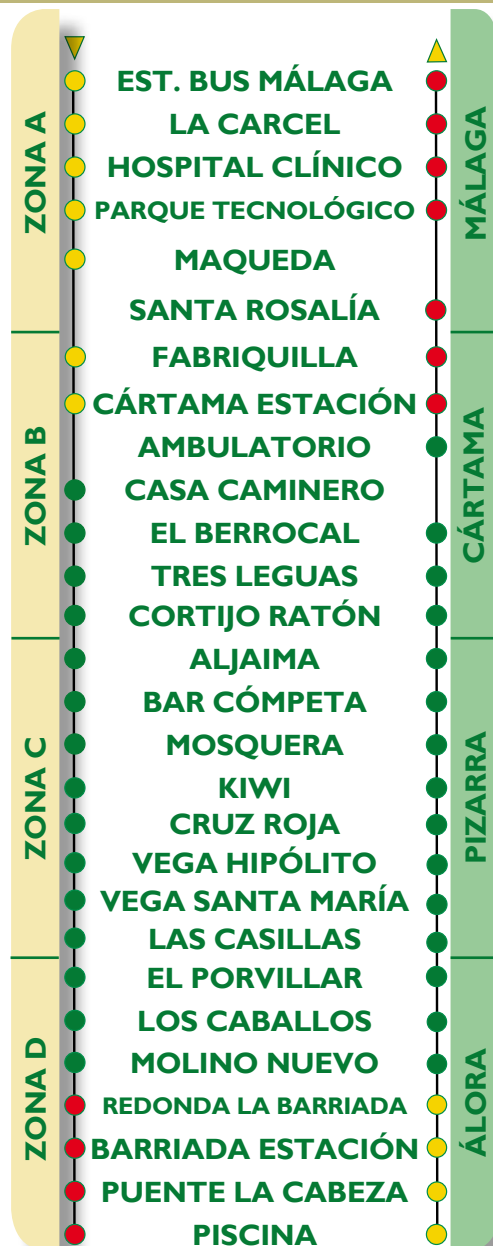 ZONA A
MÁLAGA
EST. BUS MÁLAGA
LA CARCEL
HOSPITAL CLÍNICO
PARQUE TECNOLÓGICO
MAQUEDA
SANTA ROSALÍA
ZONA B
CÁRTAMA
FABRIQUILLA
CÁRTAMA ESTACIÓN
AMBULATORIO
CASA CAMINERO
EL BERROCAL
TRES LEGUAS
CORTIJO RATÓN
ZONA C
PIZARRA
ALJAIMA
BAR CÓMPETA
MOSQUERA
KIWI
CRUZ ROJA
VEGA HIPÓLITO
VEGA SANTA MARÍA
LAS CASILLAS
ZONA D
ÁLORA
EL PORVILLAR
LOS CABALLOS
MOLINO NUEVO
REDONDA LA BARRIADA
BARRIADA ESTACIÓN
PUENTE LA CABEZA
PISCINA